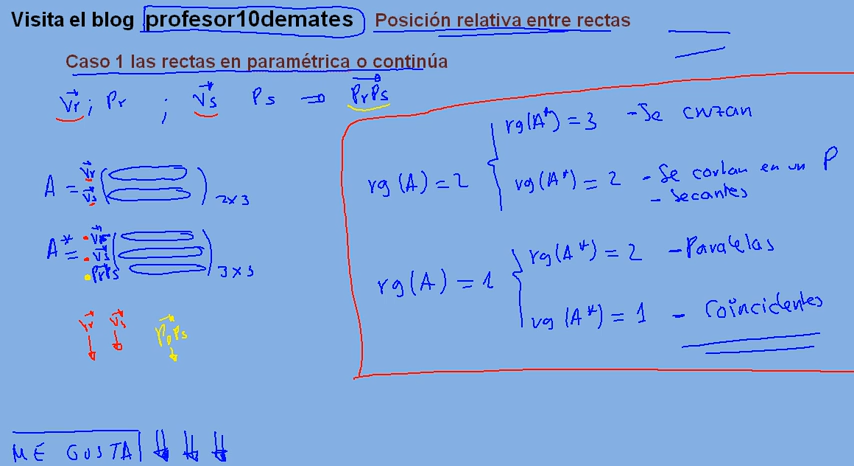 Visita el blog profesor10demates Posición relativa entre rectas
Caso 1 las rectas en paramétrica o continúa
Vr ; Pr ; Vs Ps ⇒ PrPs
rg(A) = 2
rg(A*) = 3 - Se cruzan
rg(A*) = 2 - Se cortan en un P
- Secantes
A = Vr
Vs
2x3
A* = Vr
Vs
PrPs
3x3
rg(A) = 1
rg(A*) = 2 - Paralelas
rg(A*) = 1 - Coincidentes
Vr Vs PoPs
ME GUSTA